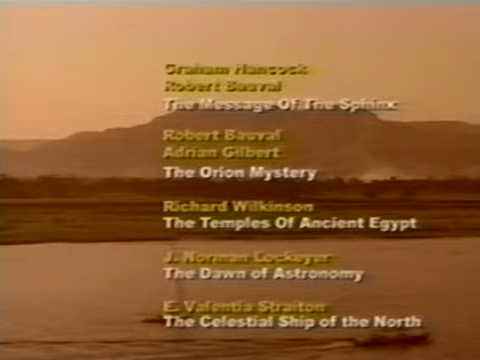 Graham Hancock
Robert Bauval
The Message Of The Sphinx
Robert Bauval
Adrian Gilbert
The Orion Mystery
Richard Wilkinson
The Temples Of Ancient Egypt
J. Norman Lockeyer
The Dawn of Astronomy
E. Valentia Straiton
The Celestial Ship of the North